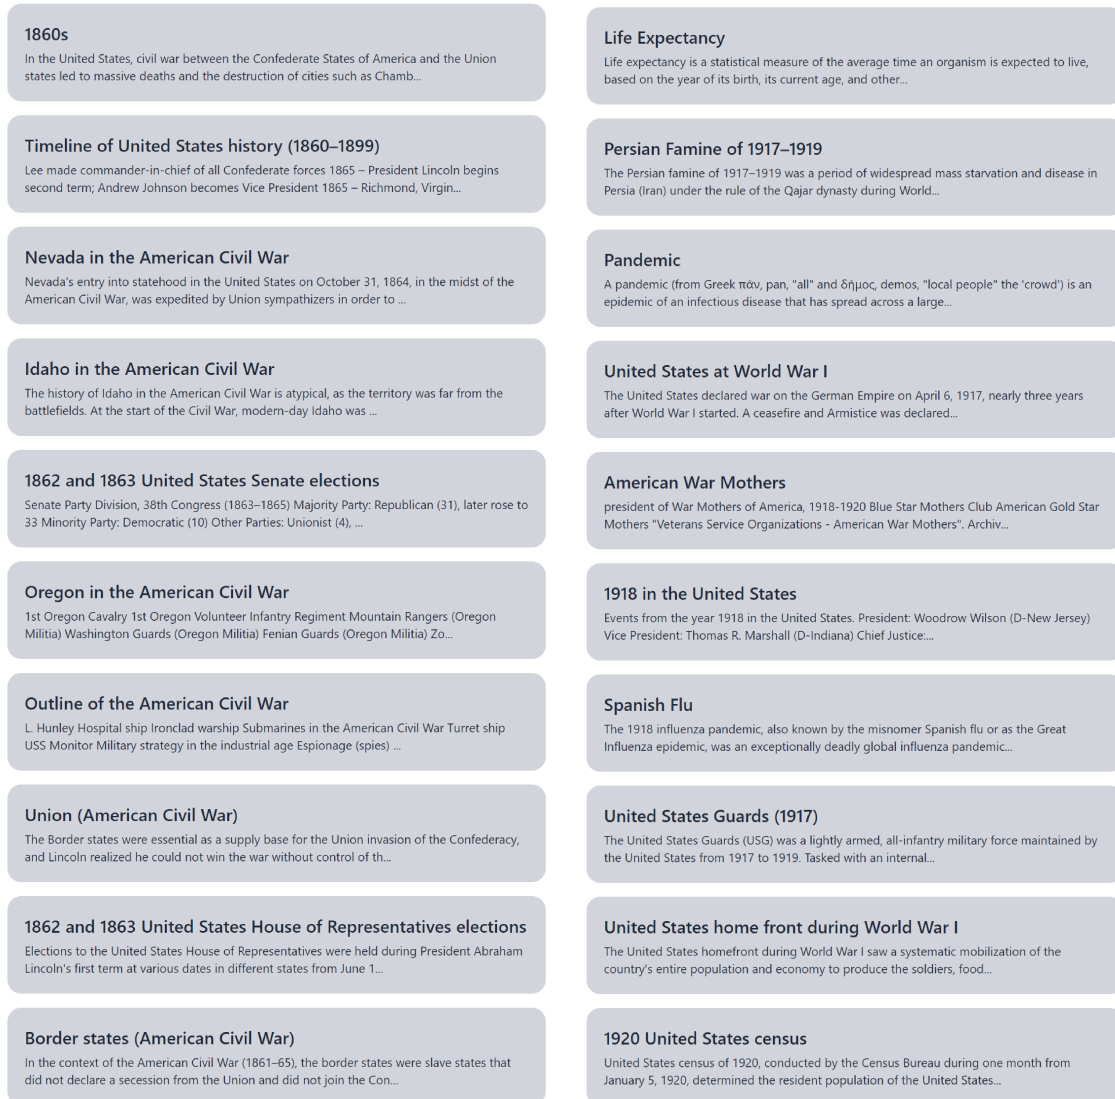 1860s
In the United States, civil war between the Confederate States of America and the Union
states led to massive deaths and the destruction of cities such as Chamb...
Timeline of United States history (1860–1899)
Lee made commander-in-chief of all Confederate forces 1865 – President Lincoln begins
second term; Andrew Johnson becomes Vice President 1865 – Richmond, Virgin...
Nevada in the American Civil War
Nevada's entry into statehood in the United States on October 31, 1864, in the midst of the
American Civil War, was expedited by Union sympathizers in order to ...
Idaho in the American Civil War
The history of Idaho in the American Civil War is atypical, as the territory was far from the
battlefields. At the start of the Civil War, modern-day Idaho was ...
1862 and 1863 United States Senate elections
Senate Party Division, 38th Congress (1863–1865) Majority Party: Republican (31), later rose to
33 Minority Party: Democratic (10) Other Parties: Unionist (4), ...
Oregon in the American Civil War
1st Oregon Cavalry 1st Oregon Volunteer Infantry Regiment Mountain Rangers (Oregon
Militia) Washington Guards (Oregon Militia) Fenian Guards (Oregon Militia) Zo...
Outline of the American Civil War
L. Hunley Hospital ship Ironclad warship Submarines in the American Civil War Turret ship
USS Monitor Military strategy in the industrial age Espionage (spies) ...
Union (American Civil War)
The Border states were essential as a supply base for the Union invasion of the Confederacy,
and Lincoln realized he could not win the war without control of th...
1862 and 1863 United States House of Representatives elections
Elections to the United States House of Representatives were held during President Abraham
Lincoln's first term at various dates in different states from June 1...
Border states (American Civil War)
In the context of the American Civil War (1861–65), the border states were slave states that
did not declare a secession from the Union and did not join the Con...
Life Expectancy
Life expectancy is a statistical measure of the average time an organism is expected to live,
based on the year of its birth, its current age, and other...
Persian Famine of 1917–1919
The Persian famine of 1917–1919 was a period of widespread mass starvation and disease in
Persia (Iran) under the rule of the Qajar dynasty during World...
Pandemic
A pandemic (from Greek πᾶν, pan, "all" and δῆμος, demos, "local people" the 'crowd') is an
epidemic of an infectious disease that has spread across a large...
United States at World War I
The United States declared war on the German Empire on April 6, 1917, nearly three years
after World War I started. A ceasefire and Armistice was declared...
American War Mothers
president of War Mothers of America, 1918-1920 Blue Star Mothers Club American Gold Star
Mothers "Veterans Service Organizations - American War Mothers". Archiv...
1918 in the United States
Events from the year 1918 in the United States. President: Woodrow Wilson (D-New Jersey)
Vice President: Thomas R. Marshall (D-Indiana) Chief Justice:...
Spanish Flu
The 1918 influenza pandemic, also known by the misnomer Spanish flu or as the Great
Influenza epidemic, was an exceptionally deadly global influenza pandemic...
United States Guards (1917)
The United States Guards (USG) was a lightly armed, all-infantry military force maintained by
the United States from 1917 to 1919. Tasked with an internal...
United States home front during World War I
The United States homefront during World War I saw a systematic mobilization of the
country's entire population and economy to produce the soldiers, food...
1920 United States census
United States census of 1920, conducted by the Census Bureau during one month from
January 5, 1920, determined the resident population of the United States...